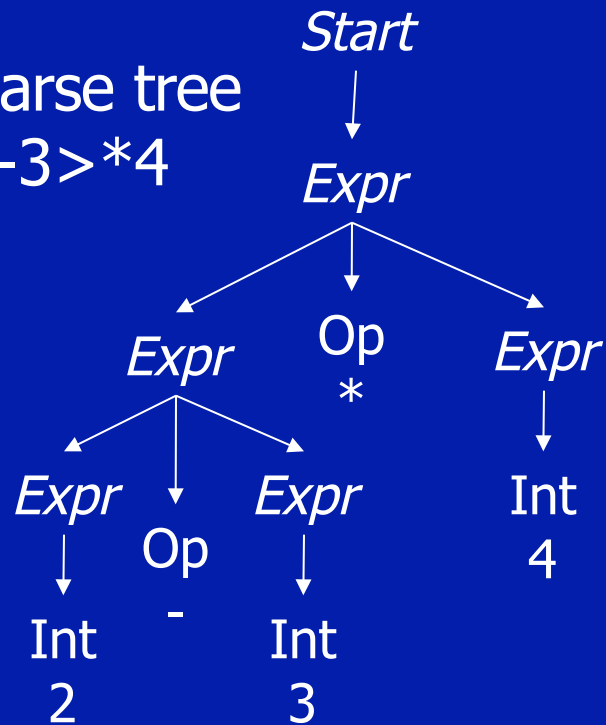 Start
arse tree
-3>*4
Expr
Expr Op Expr
*
Expr Op Expr Int
- 4
Int Int
2 3